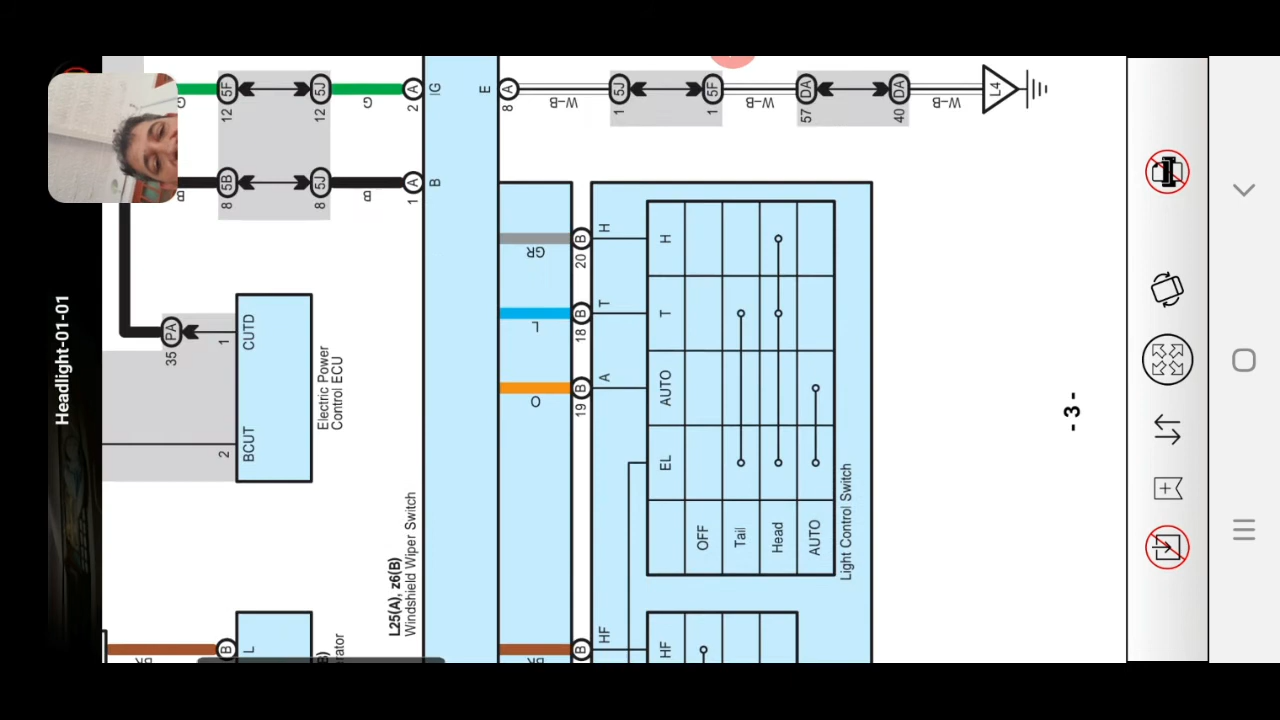 Headlight-01-01
G
12
5F
5J
12
G
2
A
IG
E
A
8
W-B
5J
1
5F
1
W-B
DA
57
DA
40
W-B
L4
B
8
5B
5J
8
B
1
A
B
35
PA
1
CUTD
2
BCUT
Electric Power
Control ECU
L25(A), z6(B)
Windshield Wiper Switch
GR
20
B
H
L
18
B
T
O
19
B
A
H
T
AUTO
EL
OFF
Tail
Head
AUTO
Light Control Switch
B
L
B)
rator
B
HF
HF
- 3 -